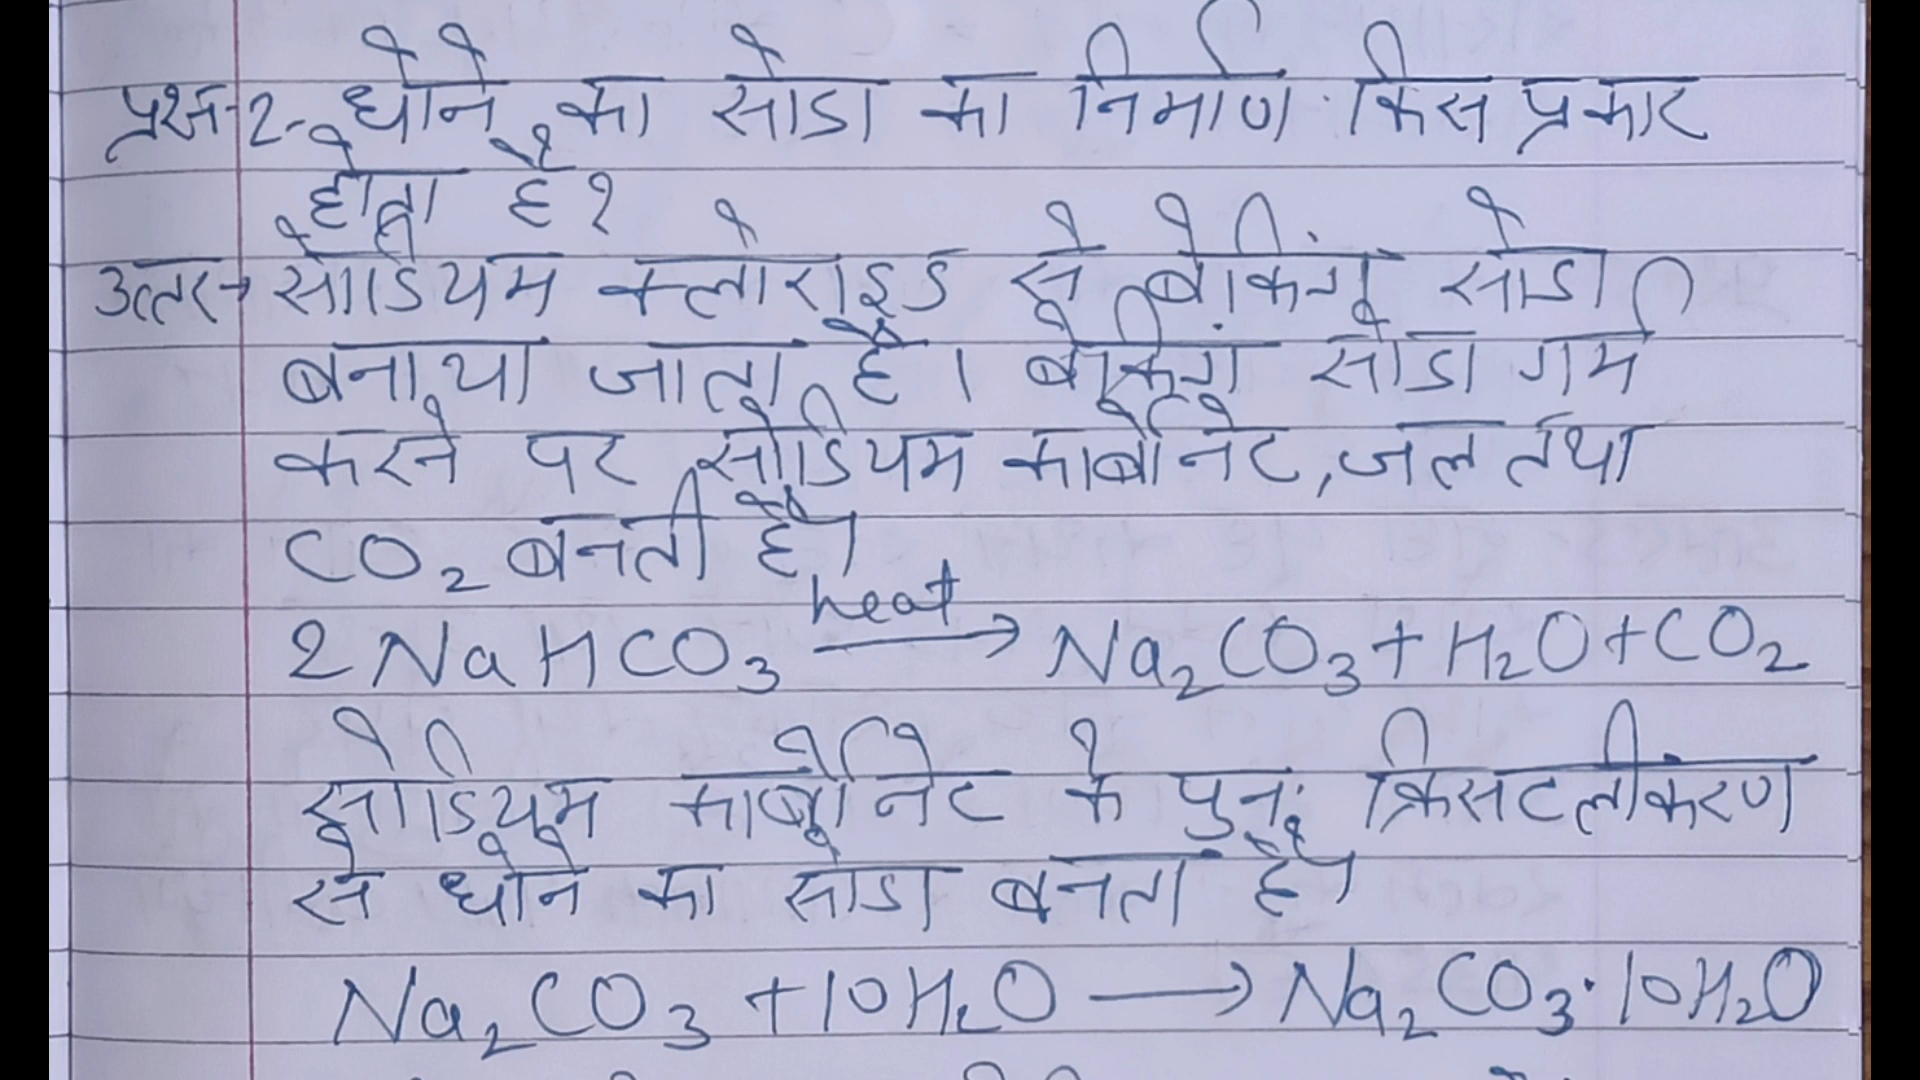 प्रश्न-2- धोने का सोडा का निर्माण किस प्रकार
होता है?
उत्तर→ सोडियम क्लोराइड से बेकिंग सोडा
बनाया जाता है। बेकिंग सोडा गर्म
करने पर सोडियम कार्बोनेट, जल तथा
CO₂ बनती है।
heat
2NaHCO₃ ⟶ Na₂CO₃ + H₂O + CO₂
सोडियम कार्बोनेट के पुनः क्रिसटलीकरण
से धोने का सोडा बनता है।
Na₂CO₃ + 10H₂O ⟶ Na₂CO₃·10H₂O